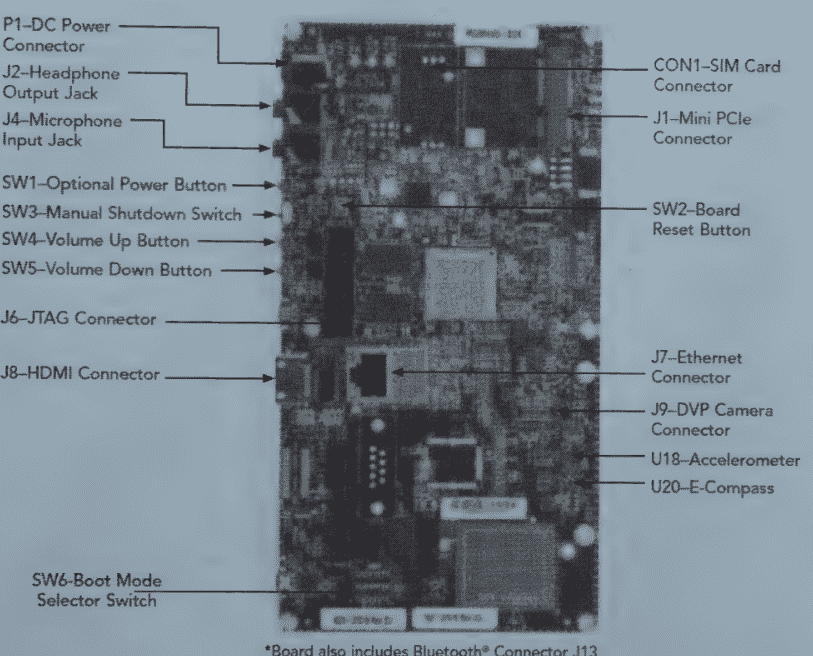 P1–DC Power
Connector
J2–Headphone
Output Jack
J4–Microphone
Input Jack
SW1–Optional Power Button
SW3–Manual Shutdown Switch
SW4–Volume Up Button
SW5–Volume Down Button
J6–JTAG Connector
J8–HDMI Connector
SW6-Boot Mode
Selector Switch
CON1–SIM Card
Connector
J1–Mini PCIe
Connector
SW2–Board
Reset Button
J7–Ethernet
Connector
J9–DVP Camera
Connector
U18–Accelerometer
U20–E-Compass
*Board also includes Bluetooth® Connector J13